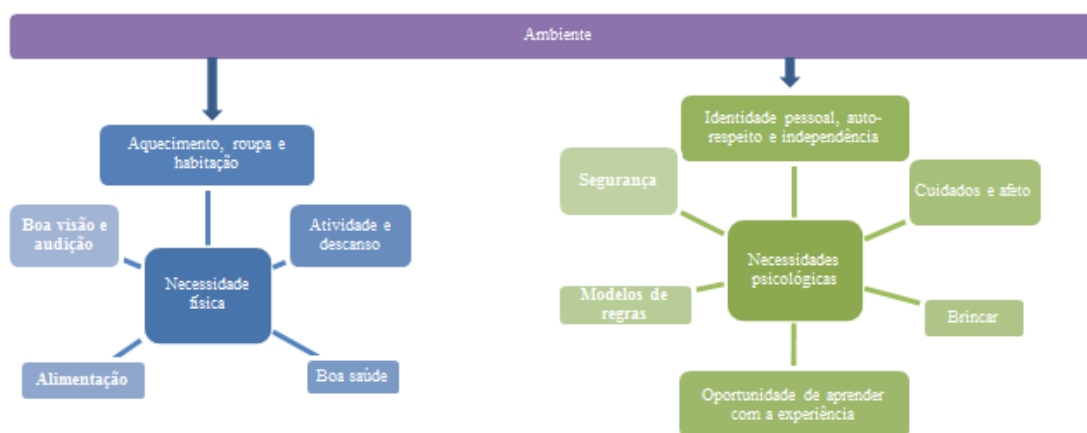 Ambiente
Aquecimento, roupa e
habitação
Boa visão e
audição
Atividade e
descanso
Necessidade
física
Alimentação
Boa saúde
Identidade pessoal, auto-
respeito e independência
Segurança
Cuidados e afeto
Necessidades
psicológicas
Modelos de
regras
Brincar
Oportunidade de aprender
com a experiência